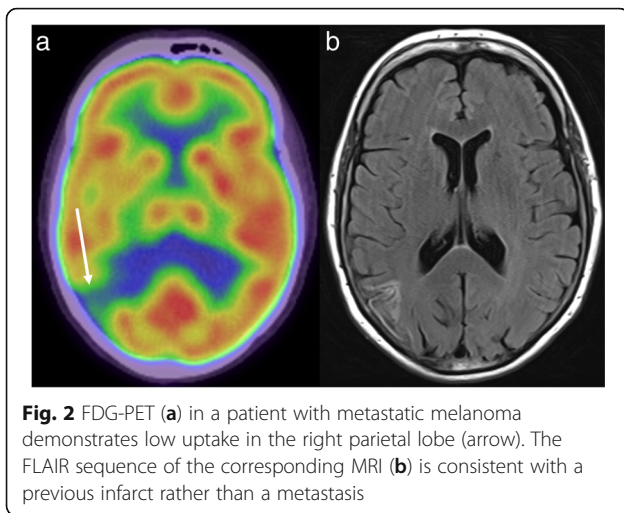 a b
Fig. 2 FDG-PET (a) in a patient with metastatic melanoma
demonstrates low uptake in the right parietal lobe (arrow). The
FLAIR sequence of the corresponding MRI (b) is consistent with a
previous infarct rather than a metastasis